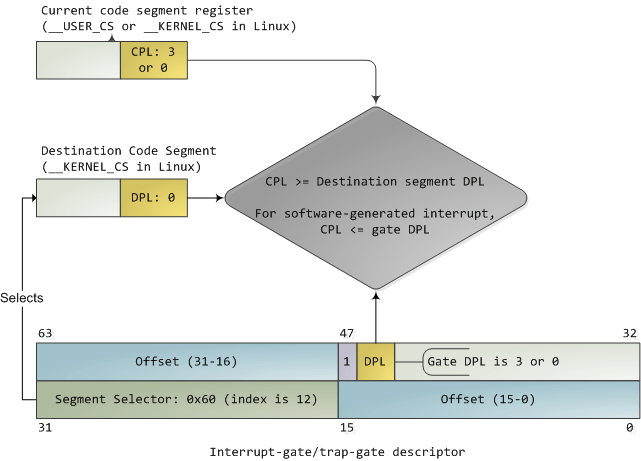 Current code segment register
(__USER_CS or __KERNEL_CS in Linux)
CPL: 3
or 0
Destination Code Segment
(__KERNEL_CS in Linux)
DPL: 0
CPL >= Destination segment DPL
For software-generated interrupt,
CPL <= gate DPL
Selects
63
47
32
Offset (31-16)
1
DPL
Gate DPL is 3 or 0
Segment Selector: 0x60 (index is 12)
Offset (15-0)
31
15
0
Interrupt-gate/trap-gate descriptor